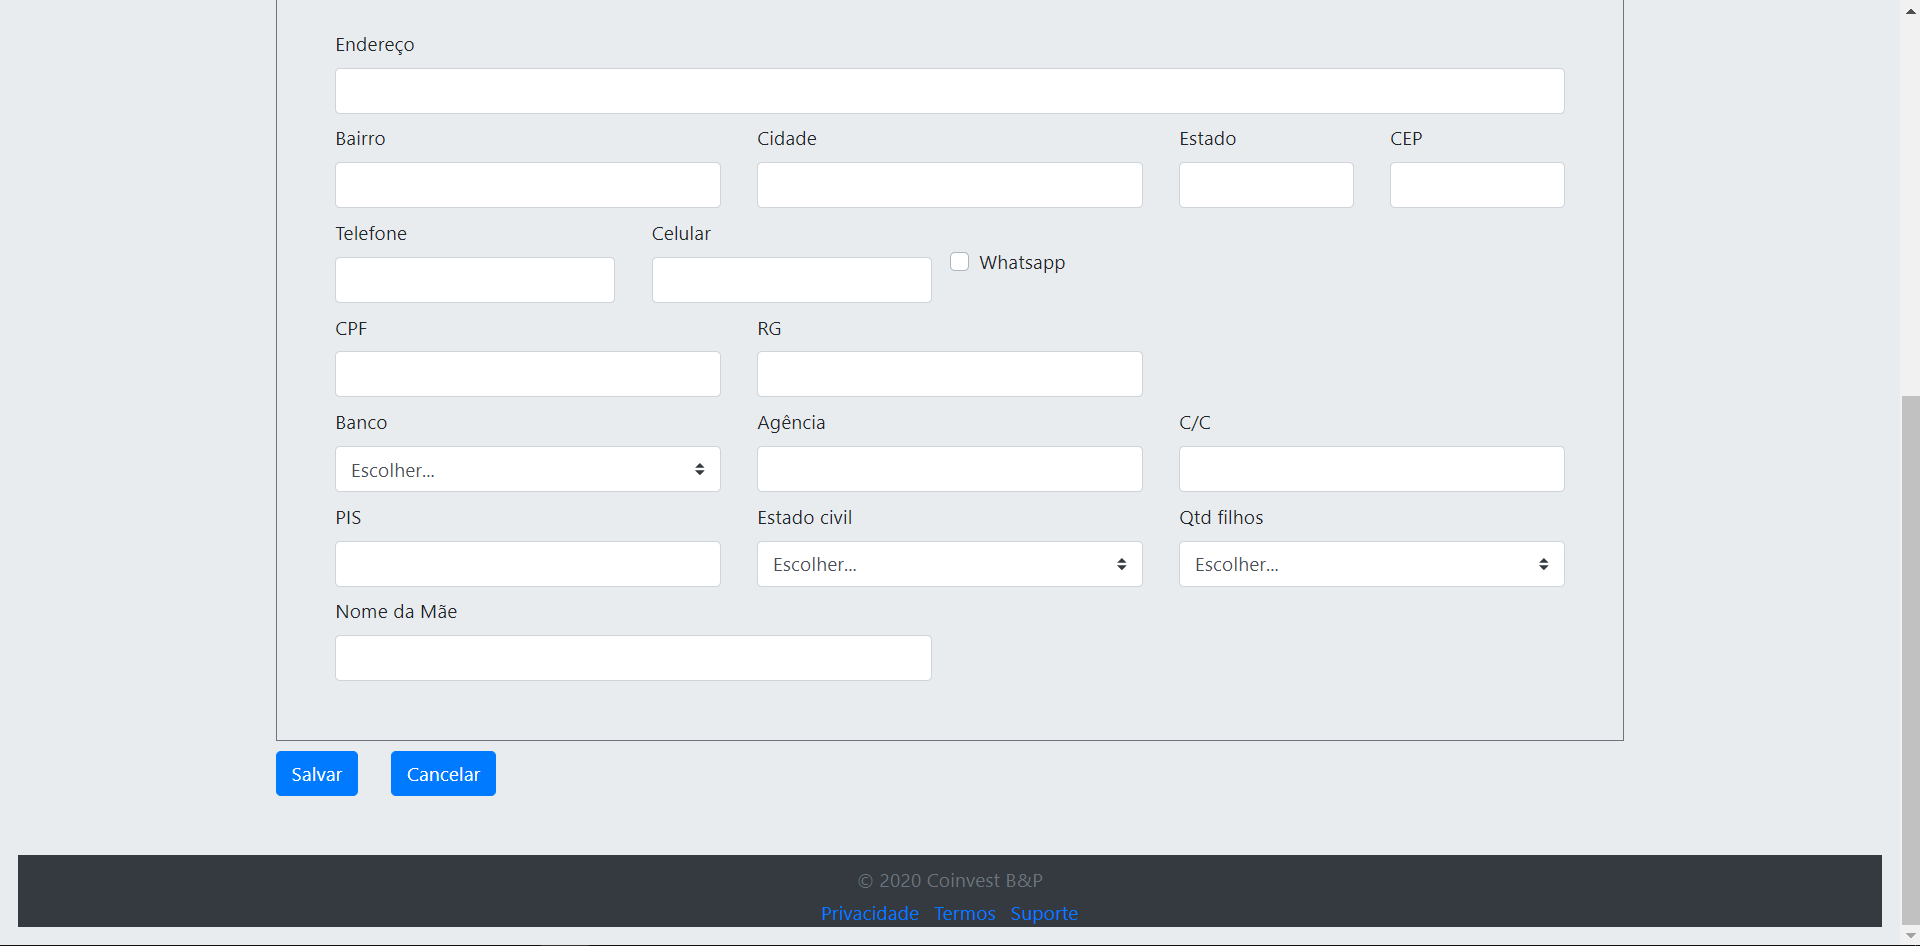 Endereço
Bairro Cidade Estado CEP
Telefone Celular
Whatsapp
CPF RG
Banco Agência C/C
Escolher...
PIS Estado civil Qtd filhos
Escolher... Escolher...
Nome da Mãe
Salvar Cancelar
© 2020 Coinvest B&P
Privacidade Termos Suporte